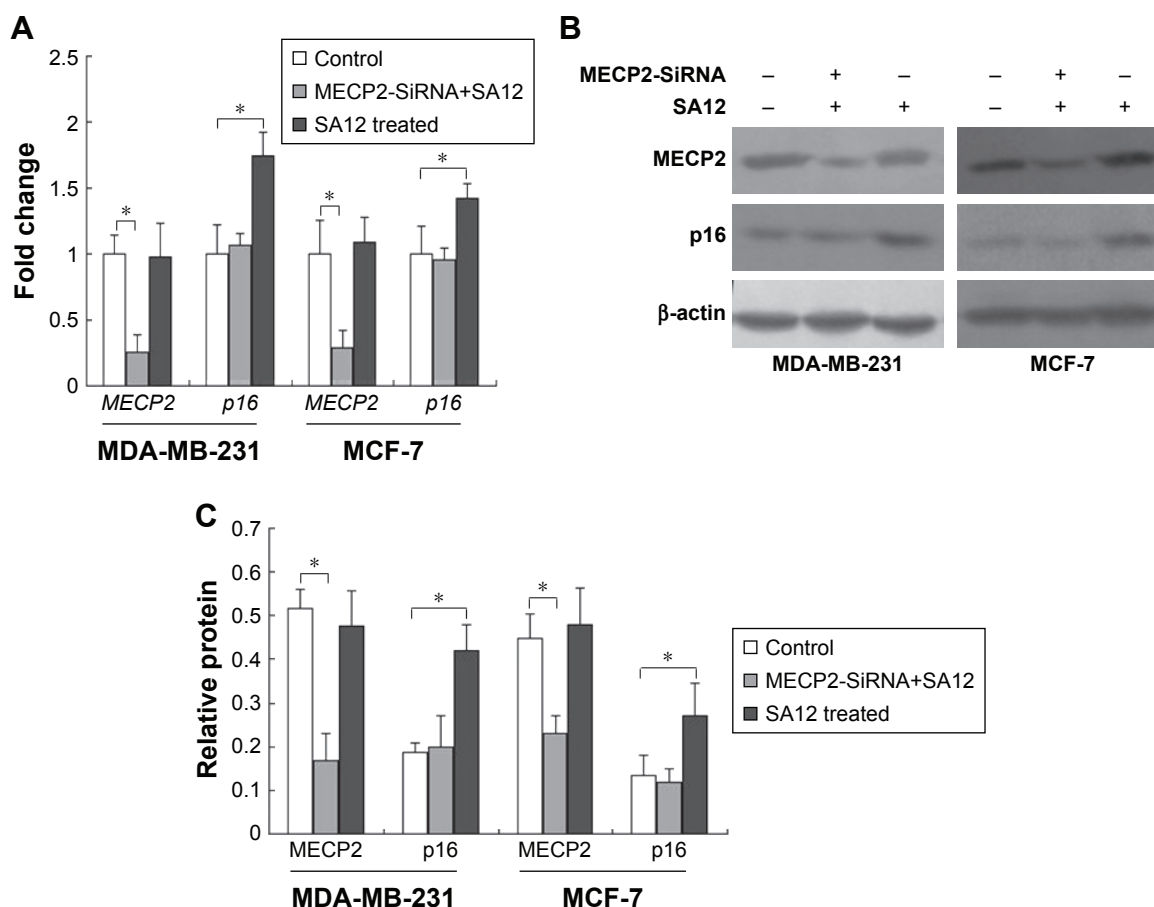 A
2.5
2
1.5
1
0.5
0
Fold change
Control
MECP2-SiRNA+SA12
SA12 treated
*
*
*
*
MECP2 p16 MECP2 p16
MDA-MB-231 MCF-7
B
MECP2-SiRNA – + – – + –
SA12 – + + – + +
MECP2
p16
β-actin
MDA-MB-231 MCF-7
C
0.7
0.6
0.5
0.4
0.3
0.2
0.1
0
Relative protein
*
*
*
*
Control
MECP2-SiRNA+SA12
SA12 treated
MECP2 p16 MECP2 p16
MDA-MB-231 MCF-7